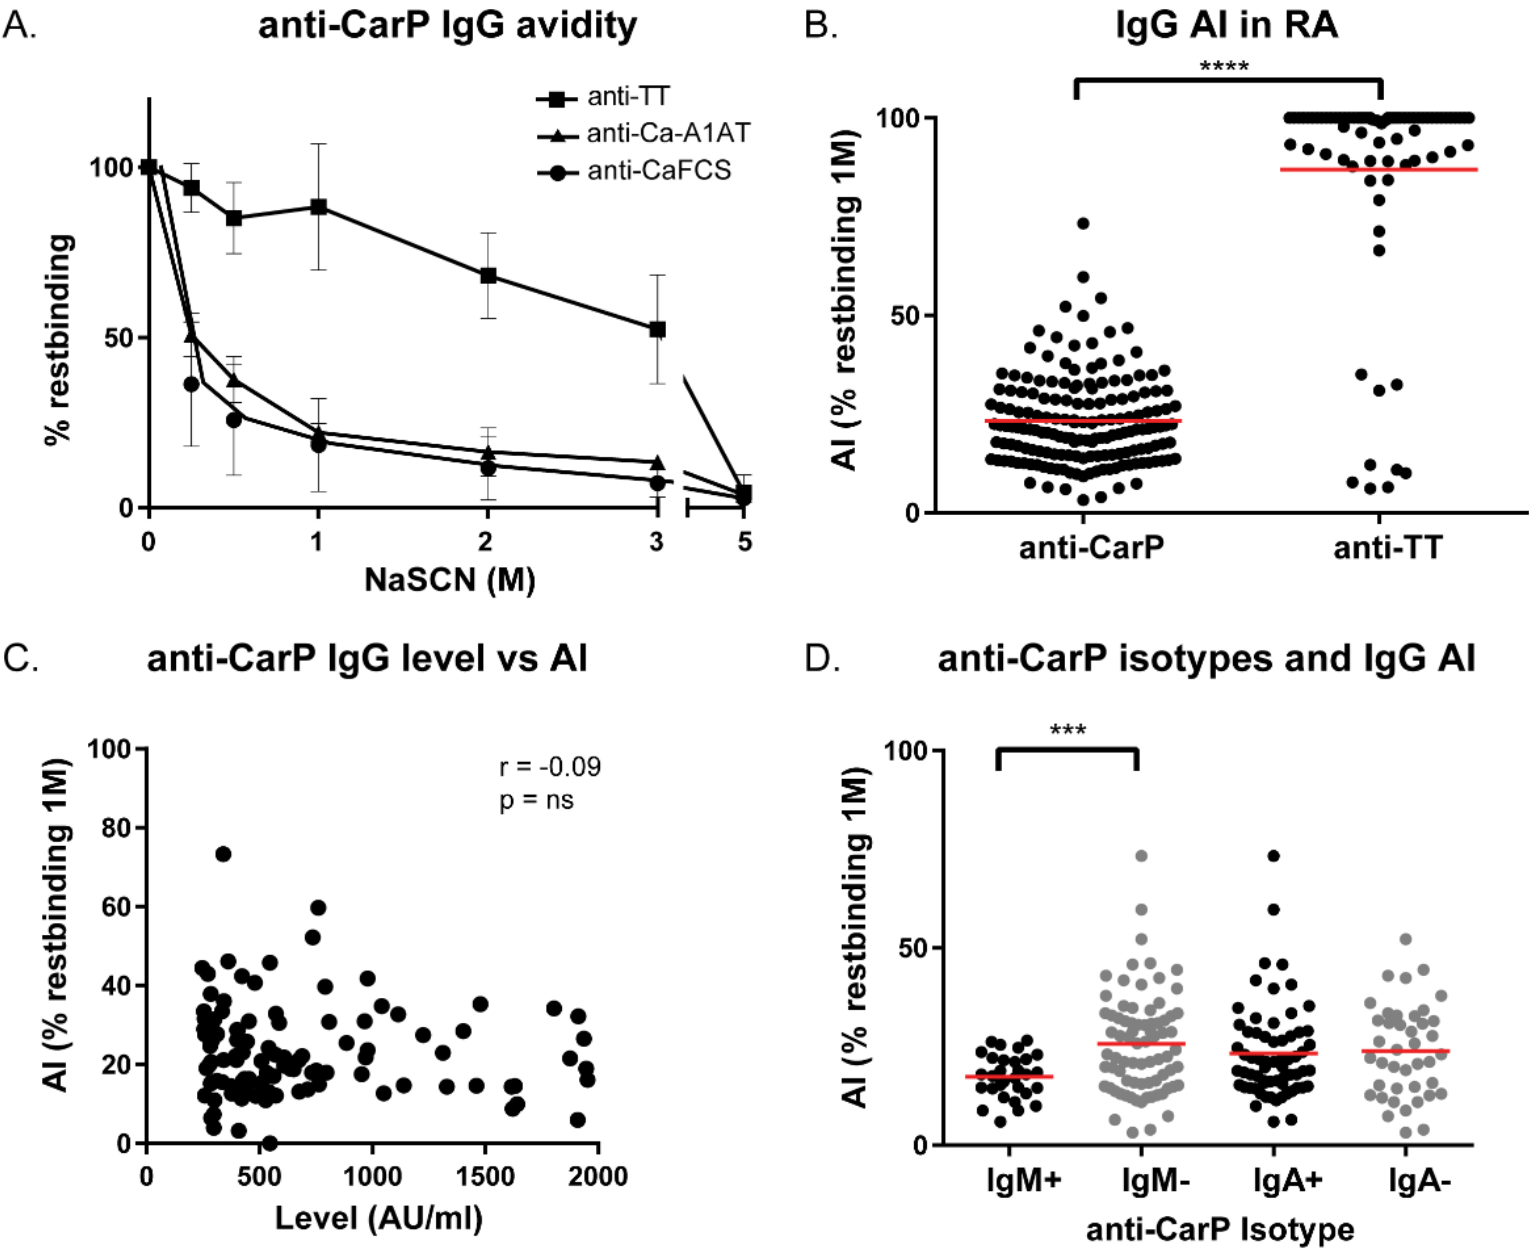 A.
anti-CarP IgG avidity
anti-TT
anti-Ca-A1AT
anti-CaFCS
% restbinding
100
50
0
0 1 2 3 5
NaSCN (M)
B.
IgG AI in RA
****
AI (% restbinding 1M)
100
50
0
anti-CarP anti-TT
C.
anti-CarP IgG level vs AI
r = -0.09
p = ns
AI (% restbinding 1M)
100
80
60
40
20
0
0 500 1000 1500 2000
Level (AU/ml)
D.
anti-CarP isotypes and IgG AI
***
AI (% restbinding 1M)
100
50
0
IgM+ IgM- IgA+ IgA-
anti-CarP Isotype